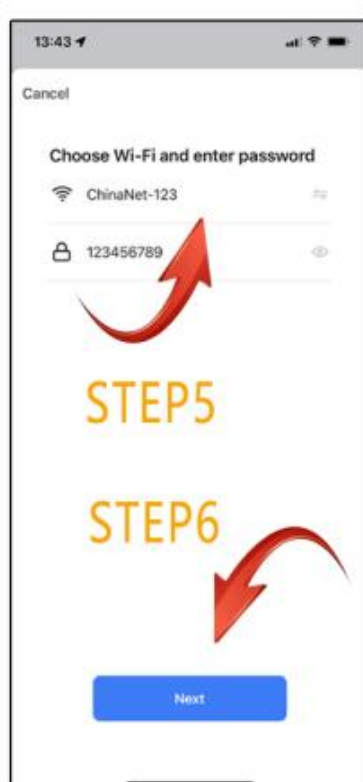 13:43
Cancel
Choose Wi-Fi and enter password
ChinaNet-123
123456789
STEP5
STEP6
Next